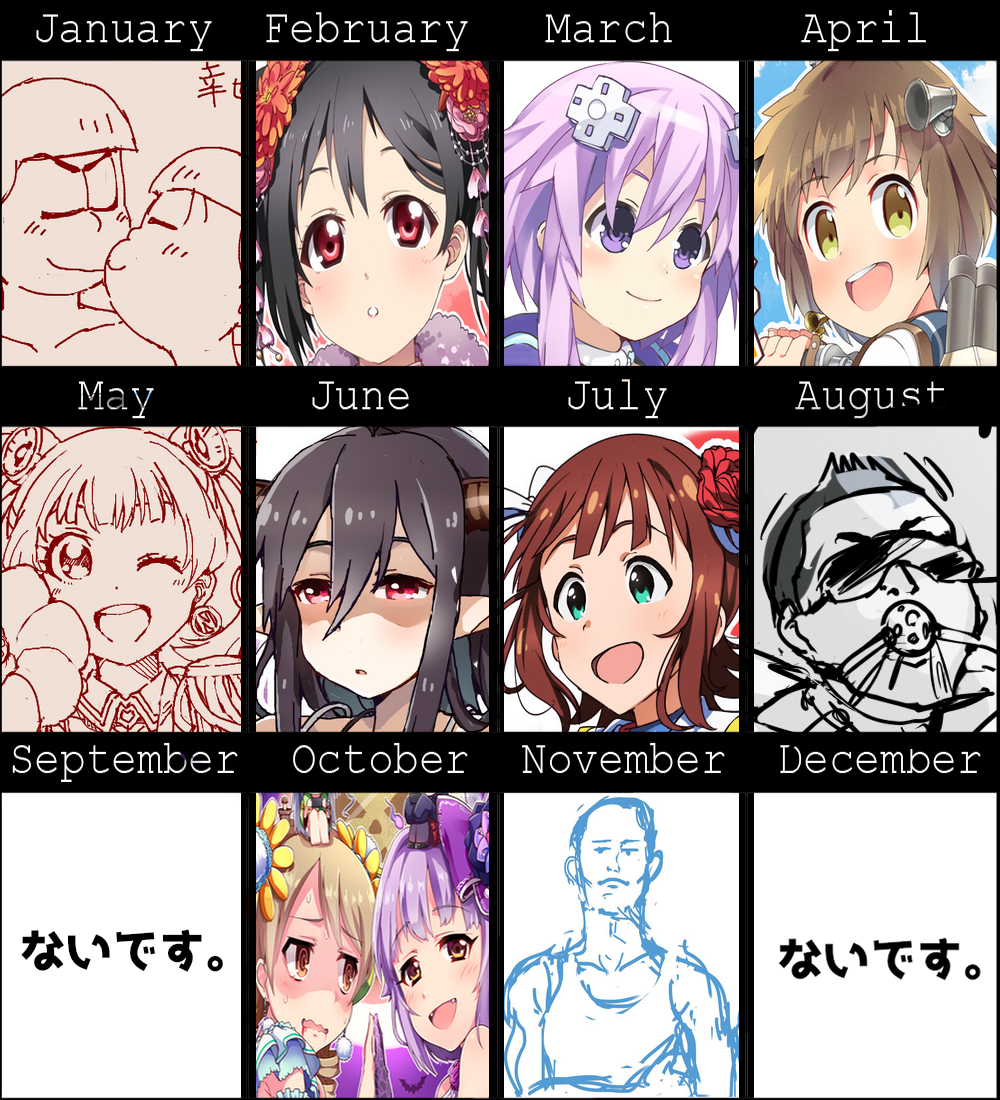 January February March April
幸
May June July August
September October November December
ないです。 ないです。